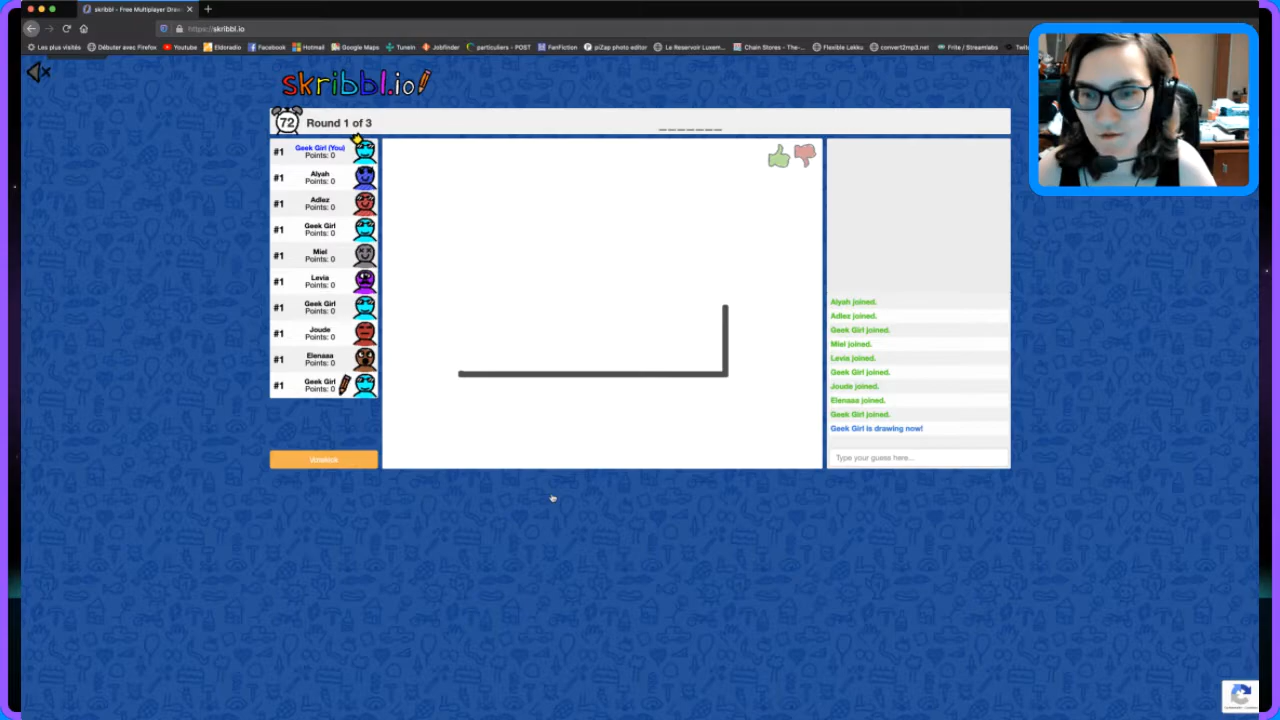 skribbl - Free Multiplayer Draw
https://skribbl.io
Les plus visités Débuter avec Firefox Youtube Eldoradio Facebook Hotmail Google Maps TuneIn Jobfinder particuliers - POST FanFiction piZap photo editor Le Reservoir Luxem... Chain Stores - The-... Flexible Lekku convert2mp3.net Frite / Streamlabs Twit
skribbl.io
72 Round 1 of 3 _______
#1 Geek Girl (You)
Points: 0
#1 Alyah
Points: 0
#1 Adlez
Points: 0
#1 Geek Girl
Points: 0
#1 Miel
Points: 0
#1 Levia
Points: 0
#1 Geek Girl
Points: 0
#1 Joude
Points: 0
#1 Elenaaa
Points: 0
#1 Geek Girl
Points: 0
Votekick
Alyah joined.
Adlez joined.
Geek Girl joined.
Miel joined.
Levia joined.
Geek Girl joined.
Joude joined.
Elenaaa joined.
Geek Girl joined.
Geek Girl is drawing now!
Type your guess here...